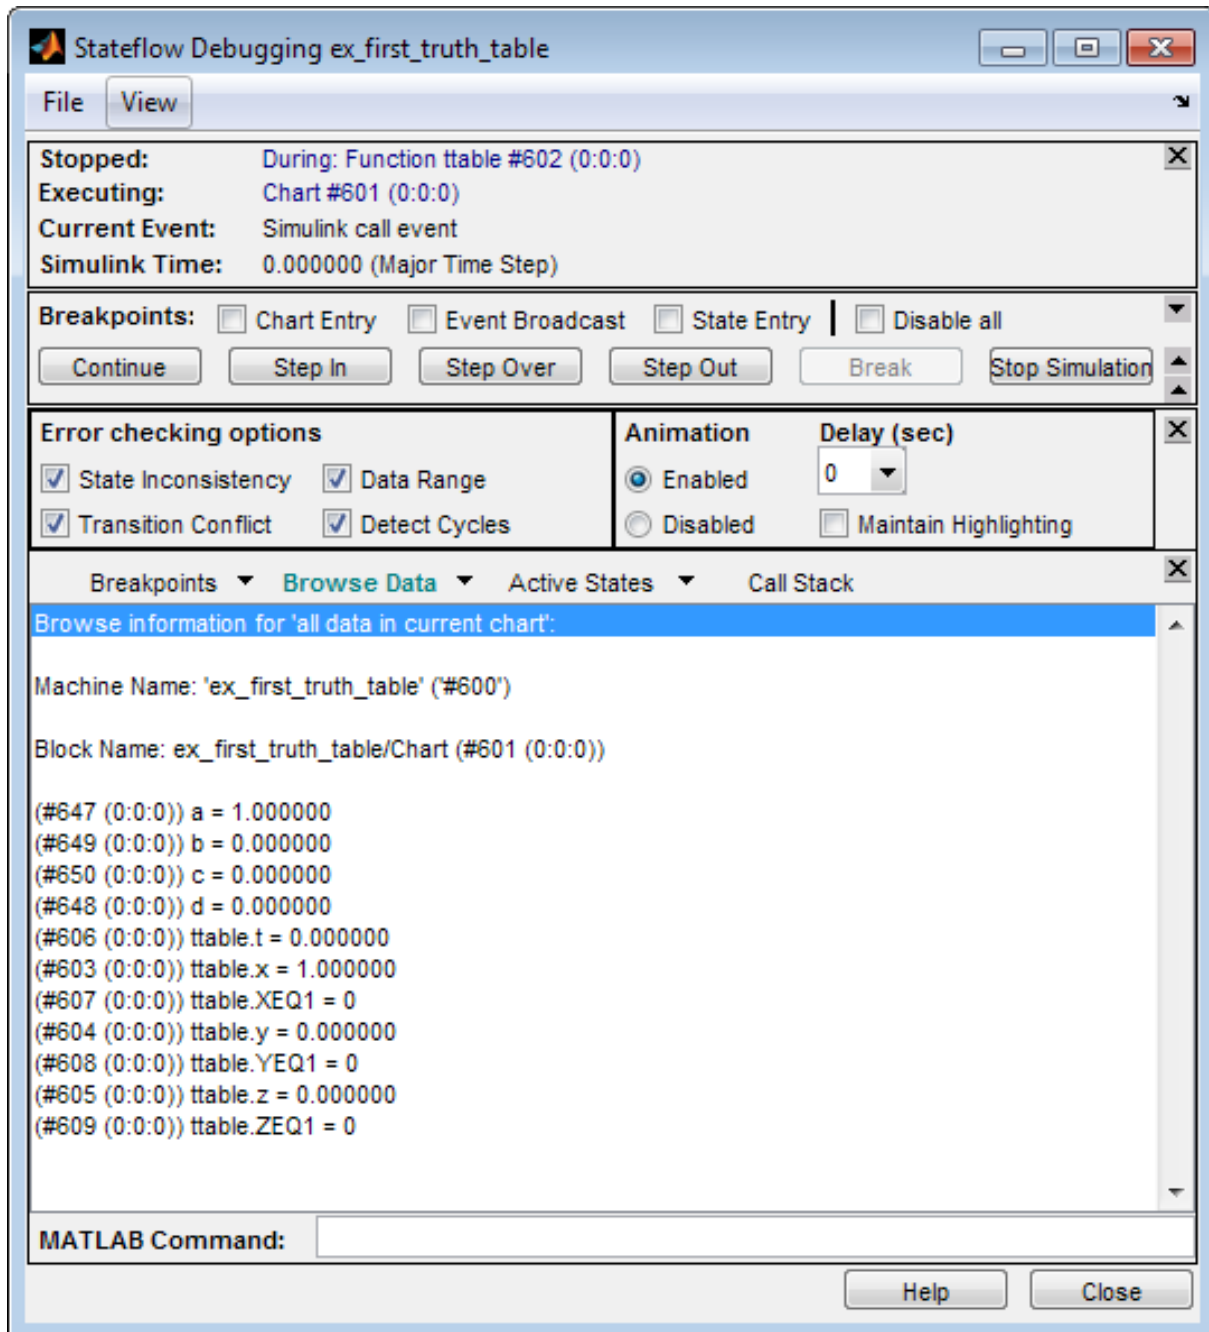 Stateflow Debugging ex_first_truth_table
File View
Stopped: During: Function ttable #602 (0:0:0)
Executing: Chart #601 (0:0:0)
Current Event: Simulink call event
Simulink Time: 0.000000 (Major Time Step)
Breakpoints: Chart Entry Event Broadcast State Entry Disable all
Continue Step In Step Over Step Out Break Stop Simulation
Error checking options Animation Delay (sec)
State Inconsistency Data Range Enabled 0
Transition Conflict Detect Cycles Disabled Maintain Highlighting
Breakpoints Browse Data Active States Call Stack
Browse information for 'all data in current chart':
Machine Name: 'ex_first_truth_table' ('#600')
Block Name: ex_first_truth_table/Chart (#601 (0:0:0))
(#647 (0:0:0)) a = 1.000000
(#649 (0:0:0)) b = 0.000000
(#650 (0:0:0)) c = 0.000000
(#648 (0:0:0)) d = 0.000000
(#606 (0:0:0)) ttable.t = 0.000000
(#603 (0:0:0)) ttable.x = 1.000000
(#607 (0:0:0)) ttable.XEQ1 = 0
(#604 (0:0:0)) ttable.y = 0.000000
(#608 (0:0:0)) ttable.YEQ1 = 0
(#605 (0:0:0)) ttable.z = 0.000000
(#609 (0:0:0)) ttable.ZEQ1 = 0
MATLAB Command:
Help Close